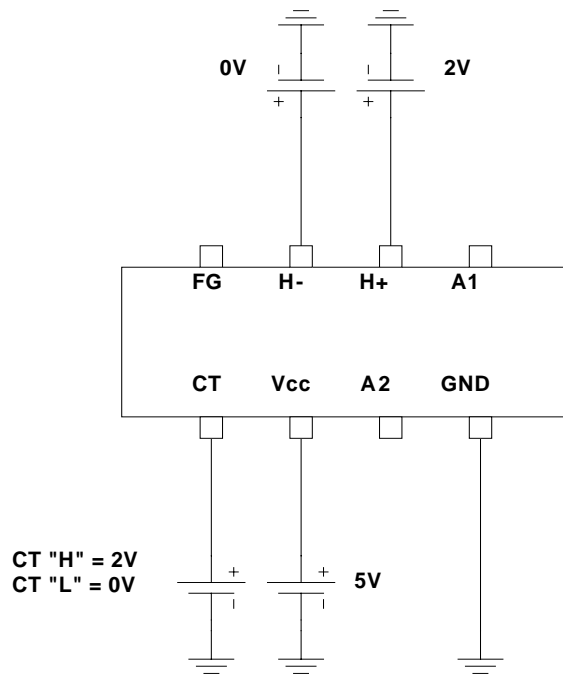 0V 2V
FG H- H+ A1
CT Vcc A2 GND
CT "H" = 2V
CT "L" = 0V
5V